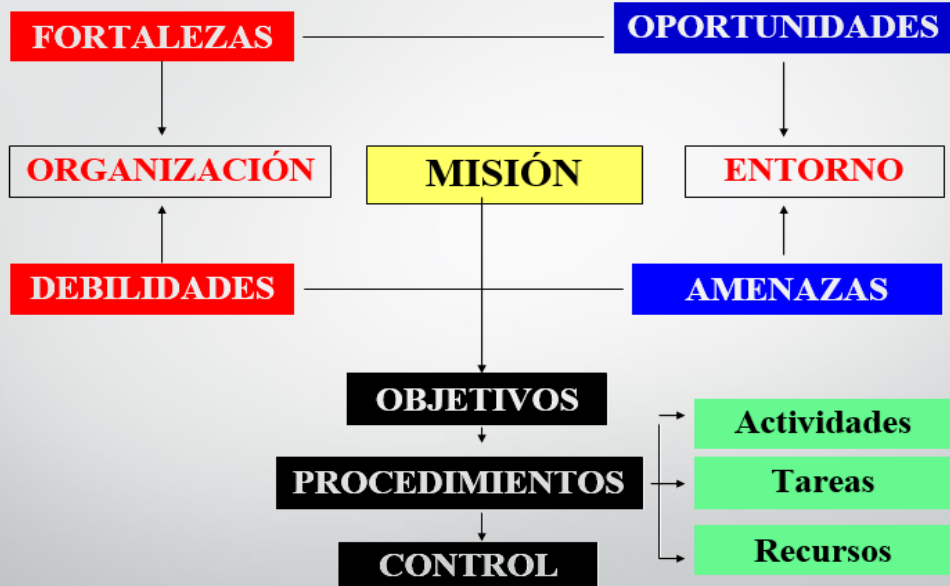 FORTALEZAS
OPORTUNIDADES
ORGANIZACIÓN
MISIÓN
ENTORNO
DEBILIDADES
AMENAZAS
OBJETIVOS
Actividades
PROCEDIMIENTOS
Tareas
Recursos
CONTROL